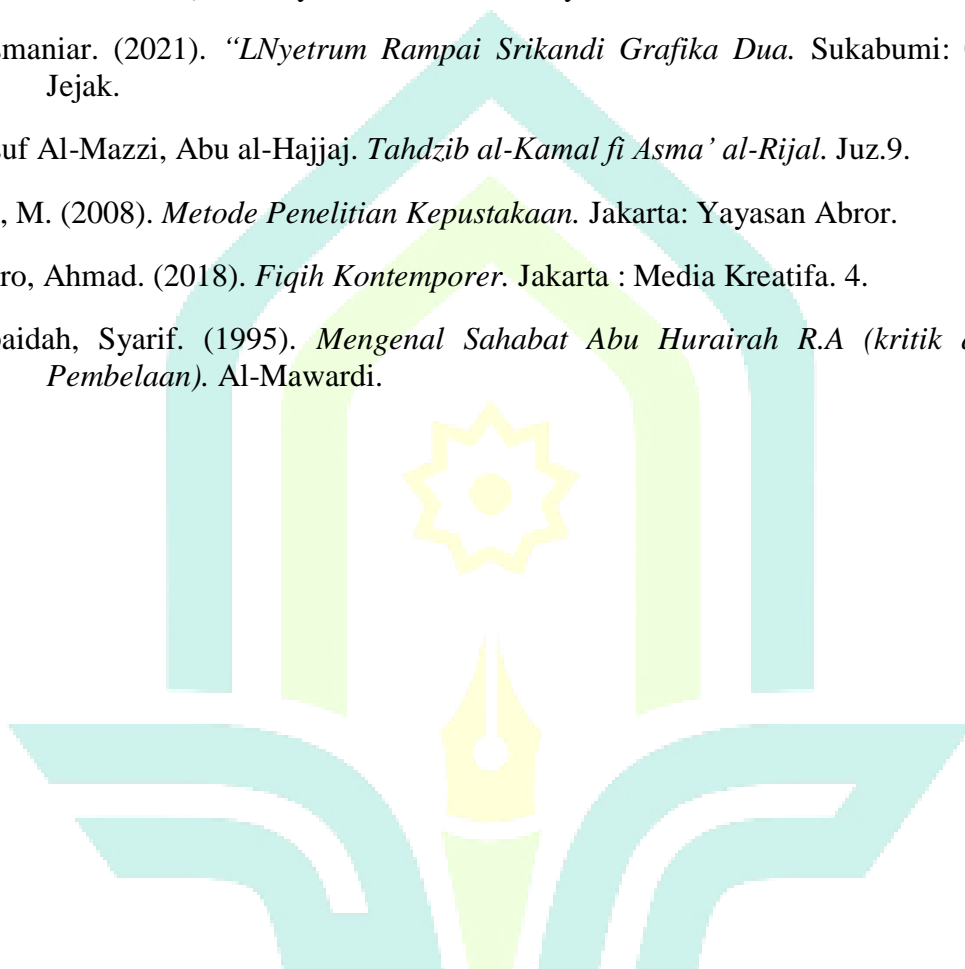 maniar. (2021). “LNyetrum Rampai Srikandi Grafika Dua. Sukabumi:
Jejak.
uf Al-Mazzi, Abu al-Hajjaj. Tahdzib al-Kamal fi Asma’ al-Rijal. Juz.9.
, M. (2008). Metode Penelitian Kepustakaan. Jakarta: Yayasan Abror.
ro, Ahmad. (2018). Fiqih Kontemporer. Jakarta : Media Kreatifa. 4.
aidah, Syarif. (1995). Mengenal Sahabat Abu Hurairah R.A (kritik
Pembelaan). Al-Mawardi.